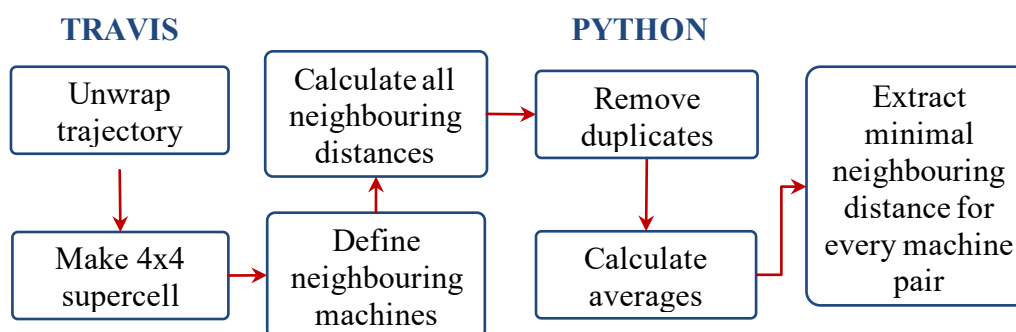 TRAVIS
Unwrap
trajectory
Make 4x4
supercell
Define
neighbouring
machines
Calculate all
neighbouring
distances
PYTHON
Remove
duplicates
Calculate
averages
Extract
minimal
neighbouring
distance for
every machine
pair